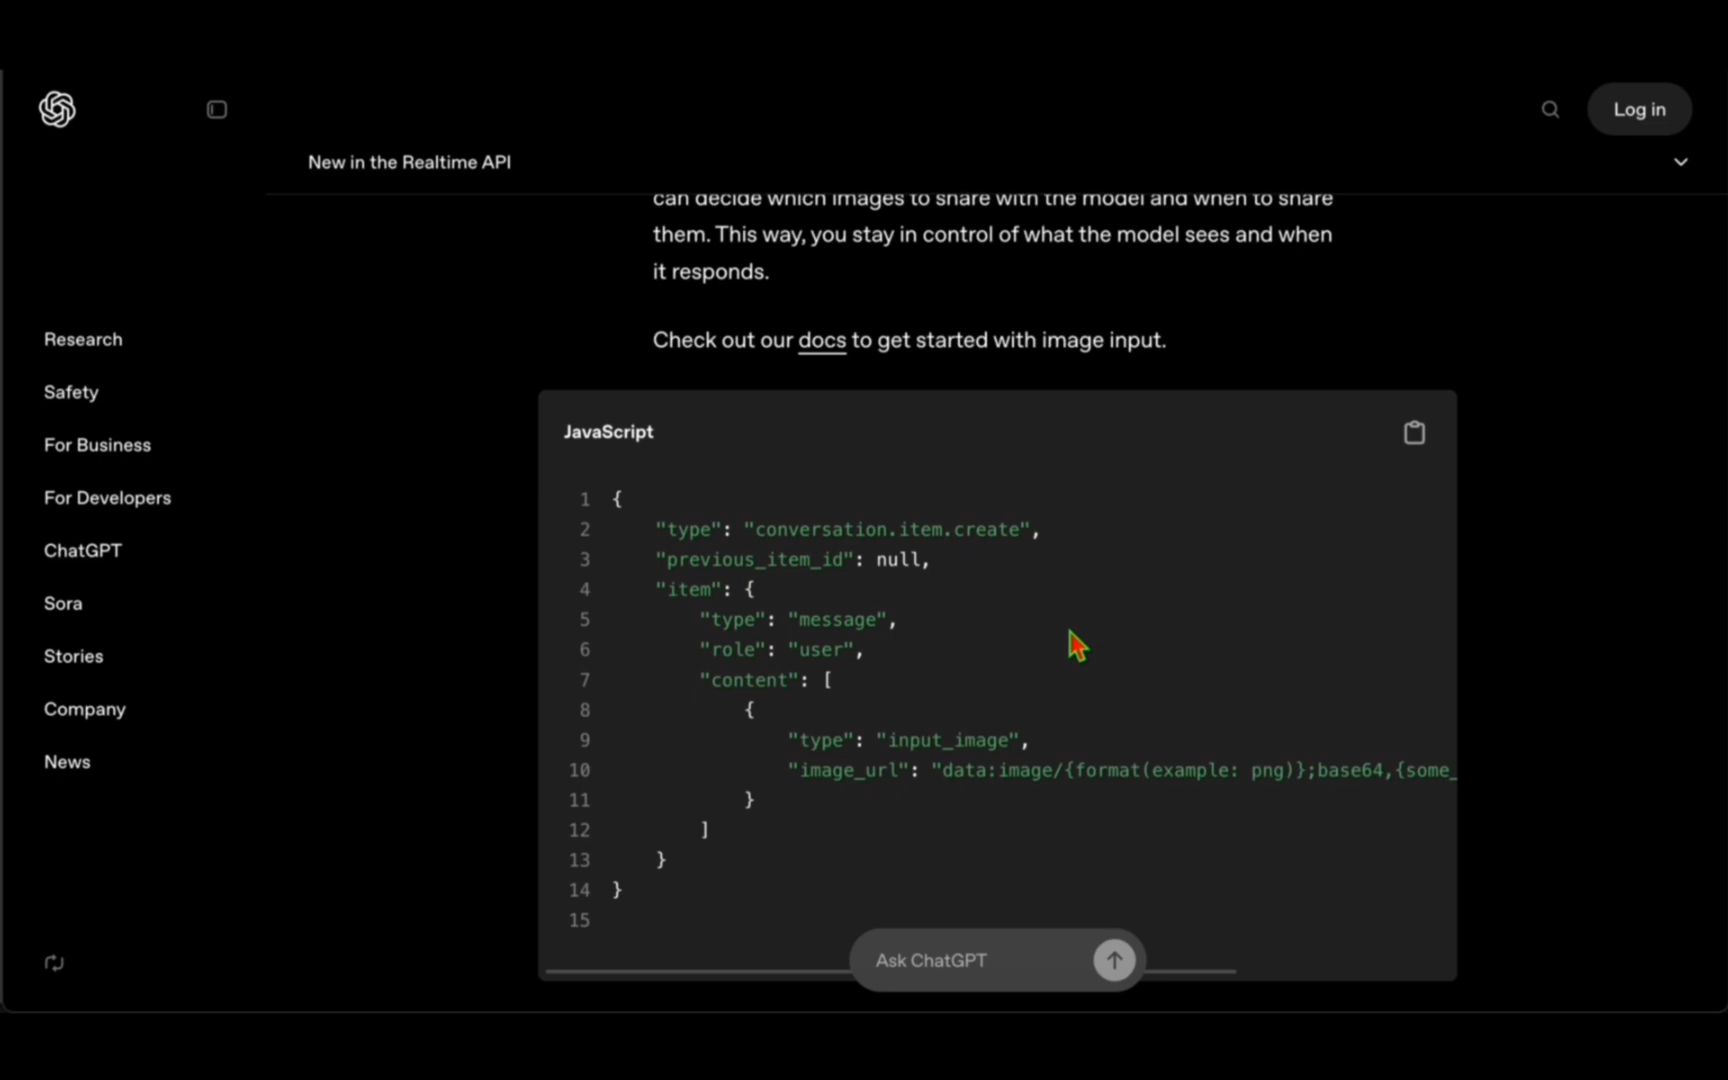 Log in
New in the Realtime API
can decide which images to share with the model and when to share
them. This way, you stay in control of what the model sees and when
it responds.
Check out our docs to get started with image input.
Research
Safety
For Business
For Developers
ChatGPT
Sora
Stories
Company
News
JavaScript
1 {
2     "type": "conversation.item.create",
3     "previous_item_id": null,
4     "item": {
5         "type": "message",
6         "role": "user",
7         "content": [
8             {
9                 "type": "input_image",
10                 "image_url": "data:image/{format(example: png)};base64,{some_
11             }
12         ]
13     }
14 }
15
Ask ChatGPT